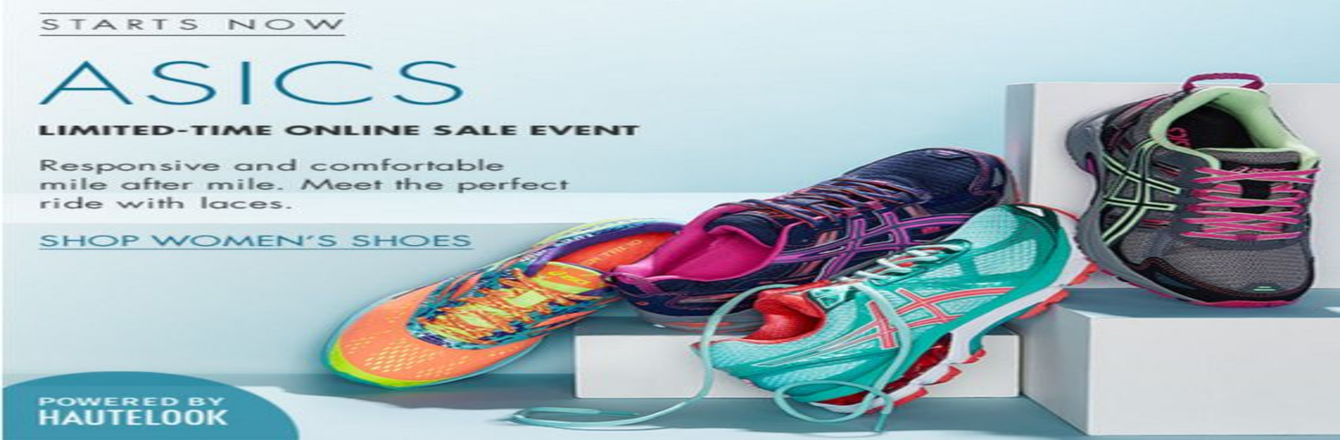 STARTS NOW
ASICS
LIMITED-TIME ONLINE SALE EVENT
Responsive and comfortable
mile after mile. Meet the perfect
ride with laces.
SHOP WOMEN'S SHOES
POWERED BY
HAUTELOOK